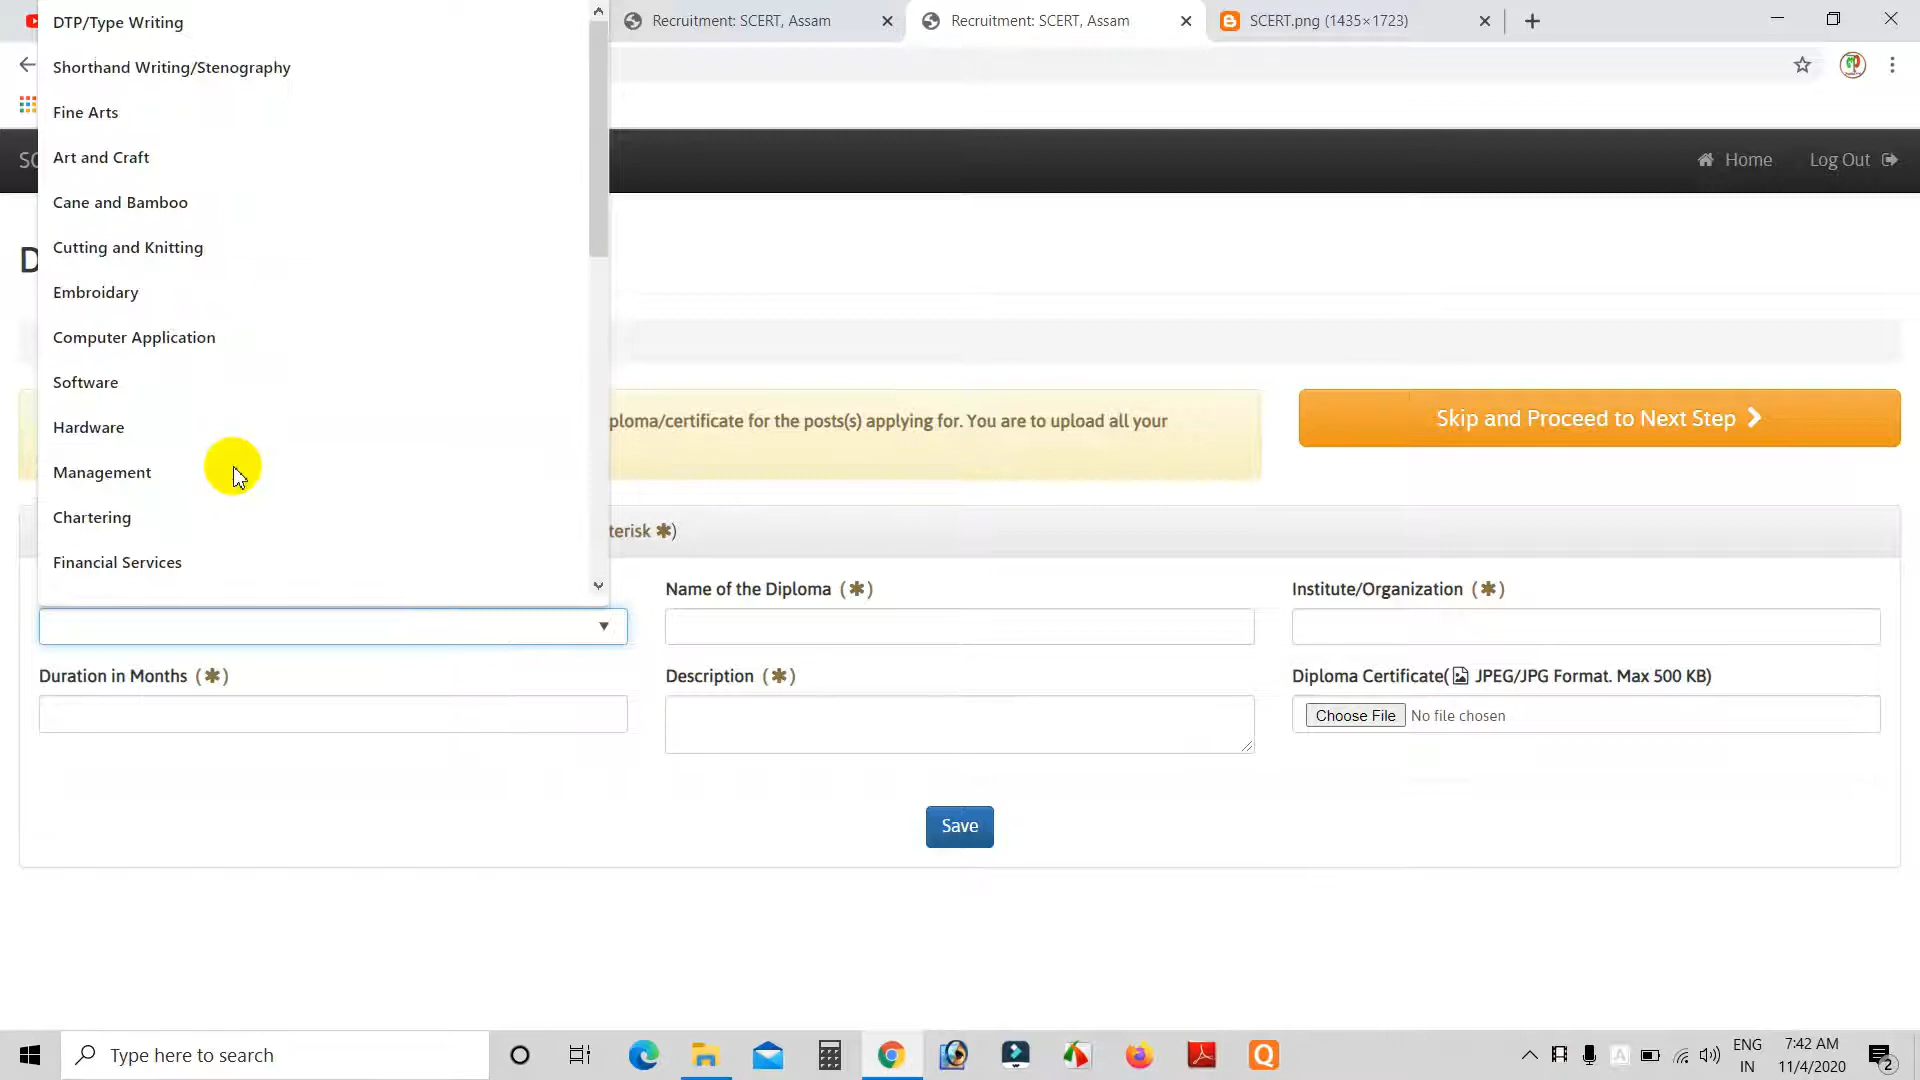 DTP/Type Writing
Shorthand Writing/Stenography
Fine Arts
Art and Craft
Cane and Bamboo
Cutting and Knitting
Embroidary
Computer Application
Software
Hardware
Management
Chartering
Financial Services
Recruitment: SCERT, Assam
Recruitment: SCERT, Assam
SCERT.png (1435×1723)
SC
Home
Log Out
D
ploma/certificate for the posts(s) applying for. You are to upload all your
Skip and Proceed to Next Step
terisk ✱)
Name of the Diploma (✱)
Institute/Organization (✱)
Duration in Months (✱)
Description (✱)
Diploma Certificate( JPEG/JPG Format. Max 500 KB)
Choose File No file chosen
Save
Type here to search
ENG
IN
7:42 AM
11/4/2020
2